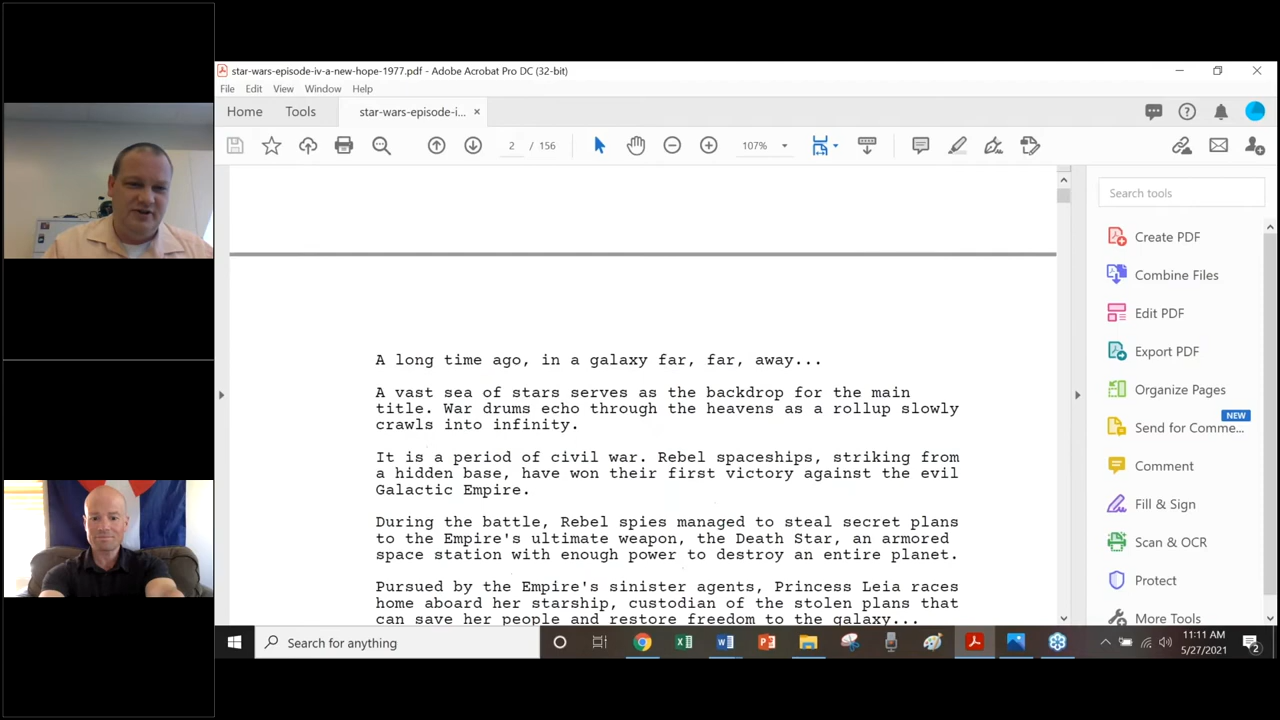 star-wars-episode-iv-a-new-hope-1977.pdf - Adobe Acrobat Pro DC (32-bit)
File Edit View Window Help
Home Tools star-wars-episode-i... ×
2 / 156 107%
A long time ago, in a galaxy far, far, away...
A vast sea of stars serves as the backdrop for the main
title. War drums echo through the heavens as a rollup slowly
crawls into infinity.
It is a period of civil war. Rebel spaceships, striking from
a hidden base, have won their first victory against the evil
Galactic Empire.
During the battle, Rebel spies managed to steal secret plans
to the Empire's ultimate weapon, the Death Star, an armored
space station with enough power to destroy an entire planet.
Pursued by the Empire's sinister agents, Princess Leia races
home aboard her starship, custodian of the stolen plans that
can save her people and restore freedom to the galaxy...
Search tools
Create PDF
Combine Files
Edit PDF
Export PDF
Organize Pages
NEW
Send for Comme...
Comment
Fill & Sign
Scan & OCR
Protect
More Tools
Search for anything
11:11 AM
5/27/2021
2